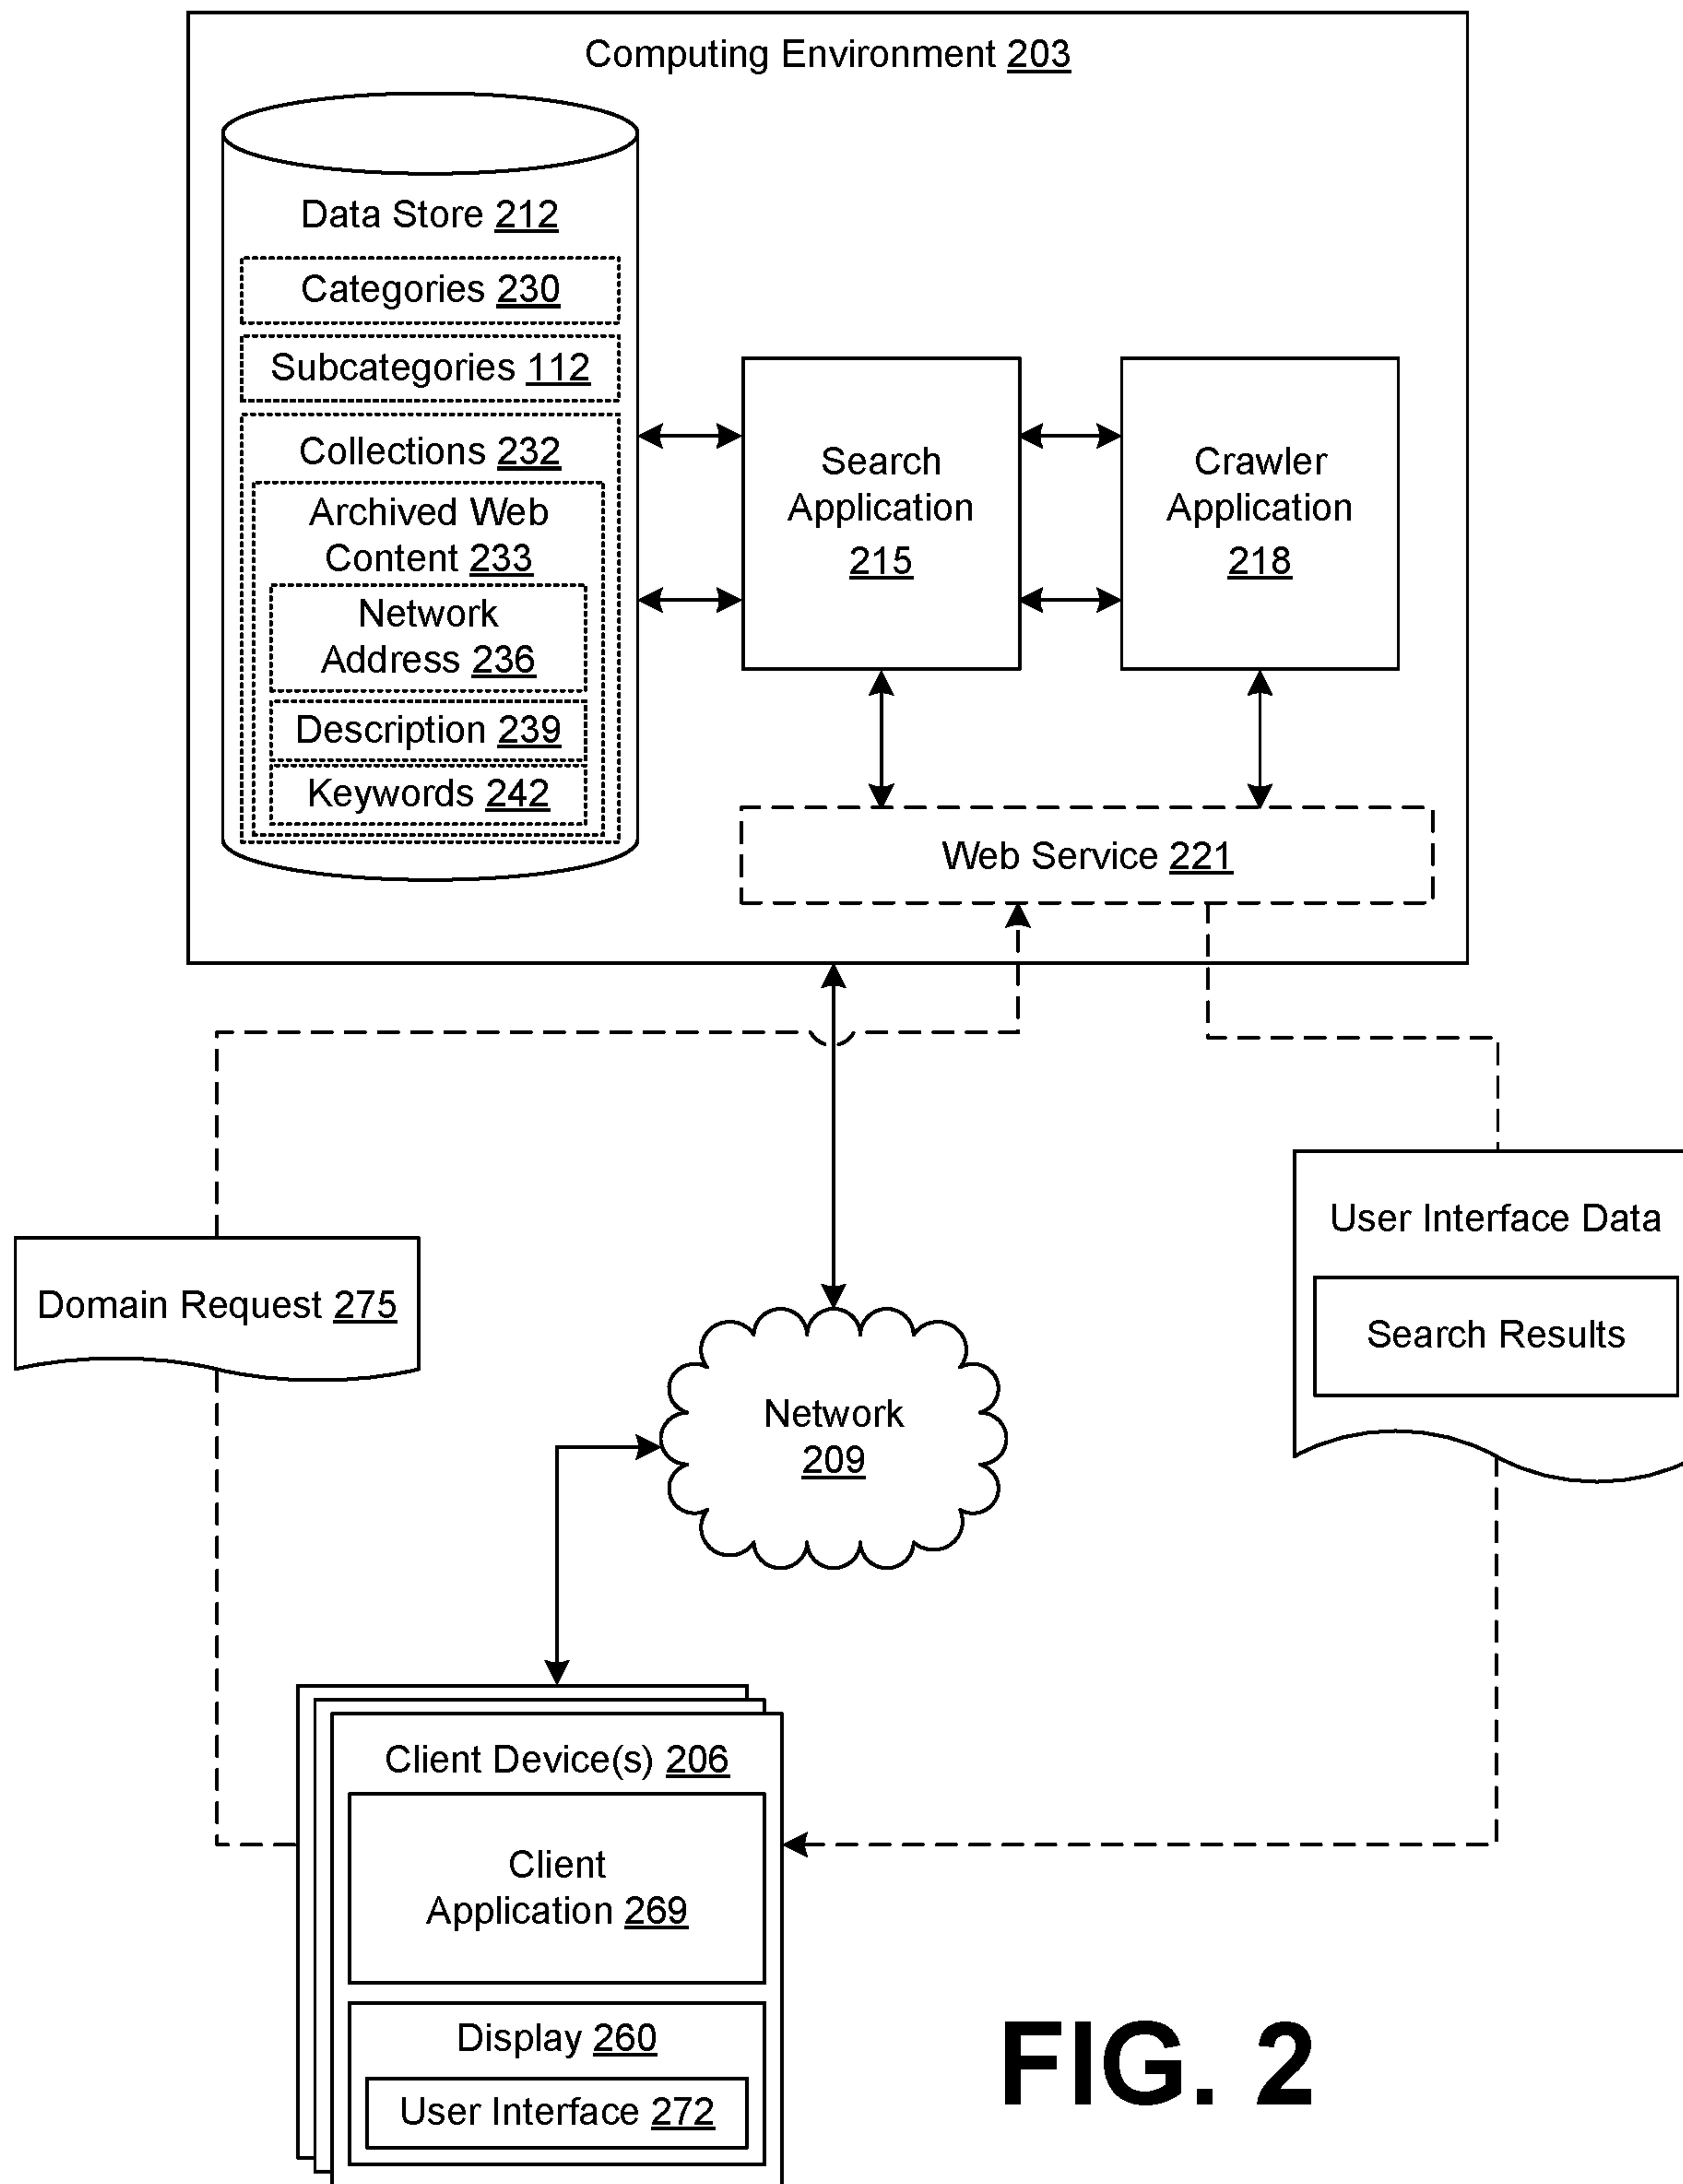 Computing Environment 203
Data Store 212
Categories 230
Subcategories 112
Collections 232
Archived Web
Content 233
Network
Address 236
Description 239
Keywords 242
Search
Application
215
Crawler
Application
218
Web Service 221
Domain Request 275
User Interface Data
Search Results
Network
209
Client Device(s) 206
Client
Application 269
Display 260
User Interface 272
FIG. 2